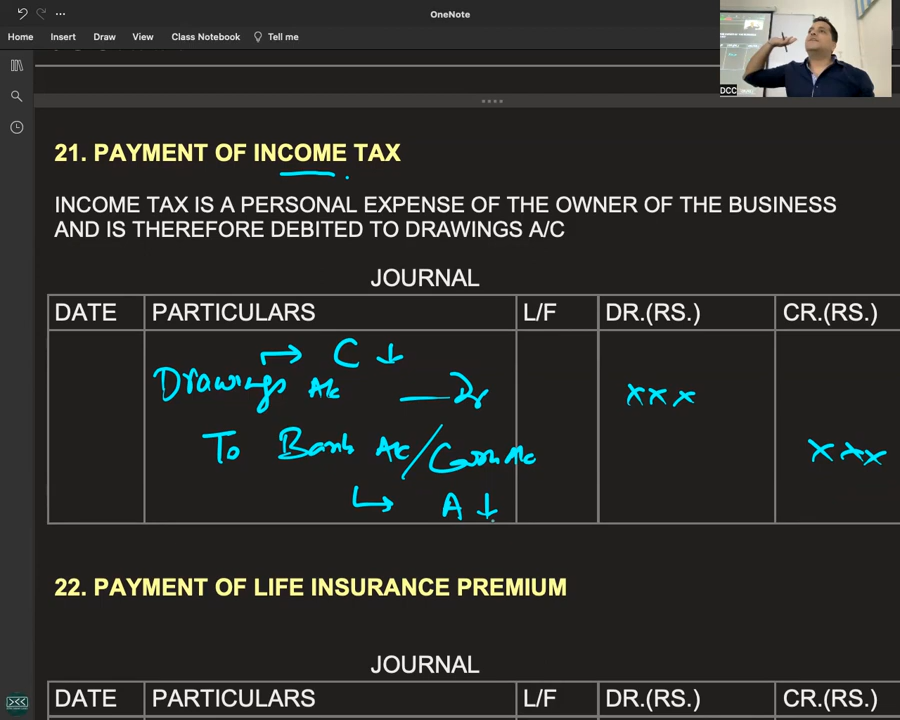 OneNote
Home Insert Draw View Class Notebook Tell me
DCC
21. PAYMENT OF INCOME TAX
INCOME TAX IS A PERSONAL EXPENSE OF THE OWNER OF THE BUSINESS
AND IS THEREFORE DEBITED TO DRAWINGS A/C
JOURNAL
DATE PARTICULARS L/F DR.(RS.) CR.(RS.)
→ C ↓
Drawings A/c — Dr xxx
To Bank A/c/Cash A/c xxx
↳ A ↓
22. PAYMENT OF LIFE INSURANCE PREMIUM
JOURNAL
DATE PARTICULARS L/F DR.(RS.) CR.(RS.)